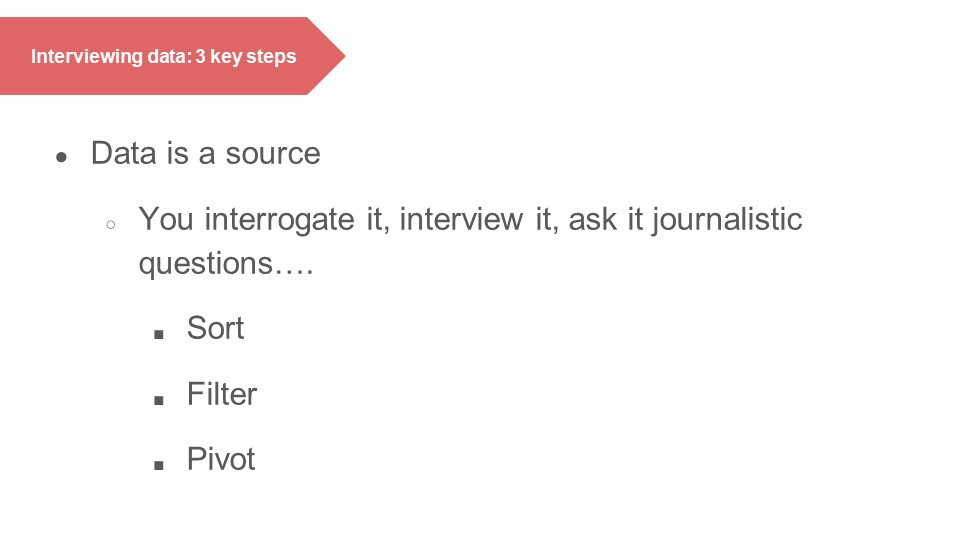 Interviewing data: 3 key steps
● Data is a source
○ You interrogate it, interview it, ask it journalistic
questions….
■ Sort
■ Filter
■ Pivot